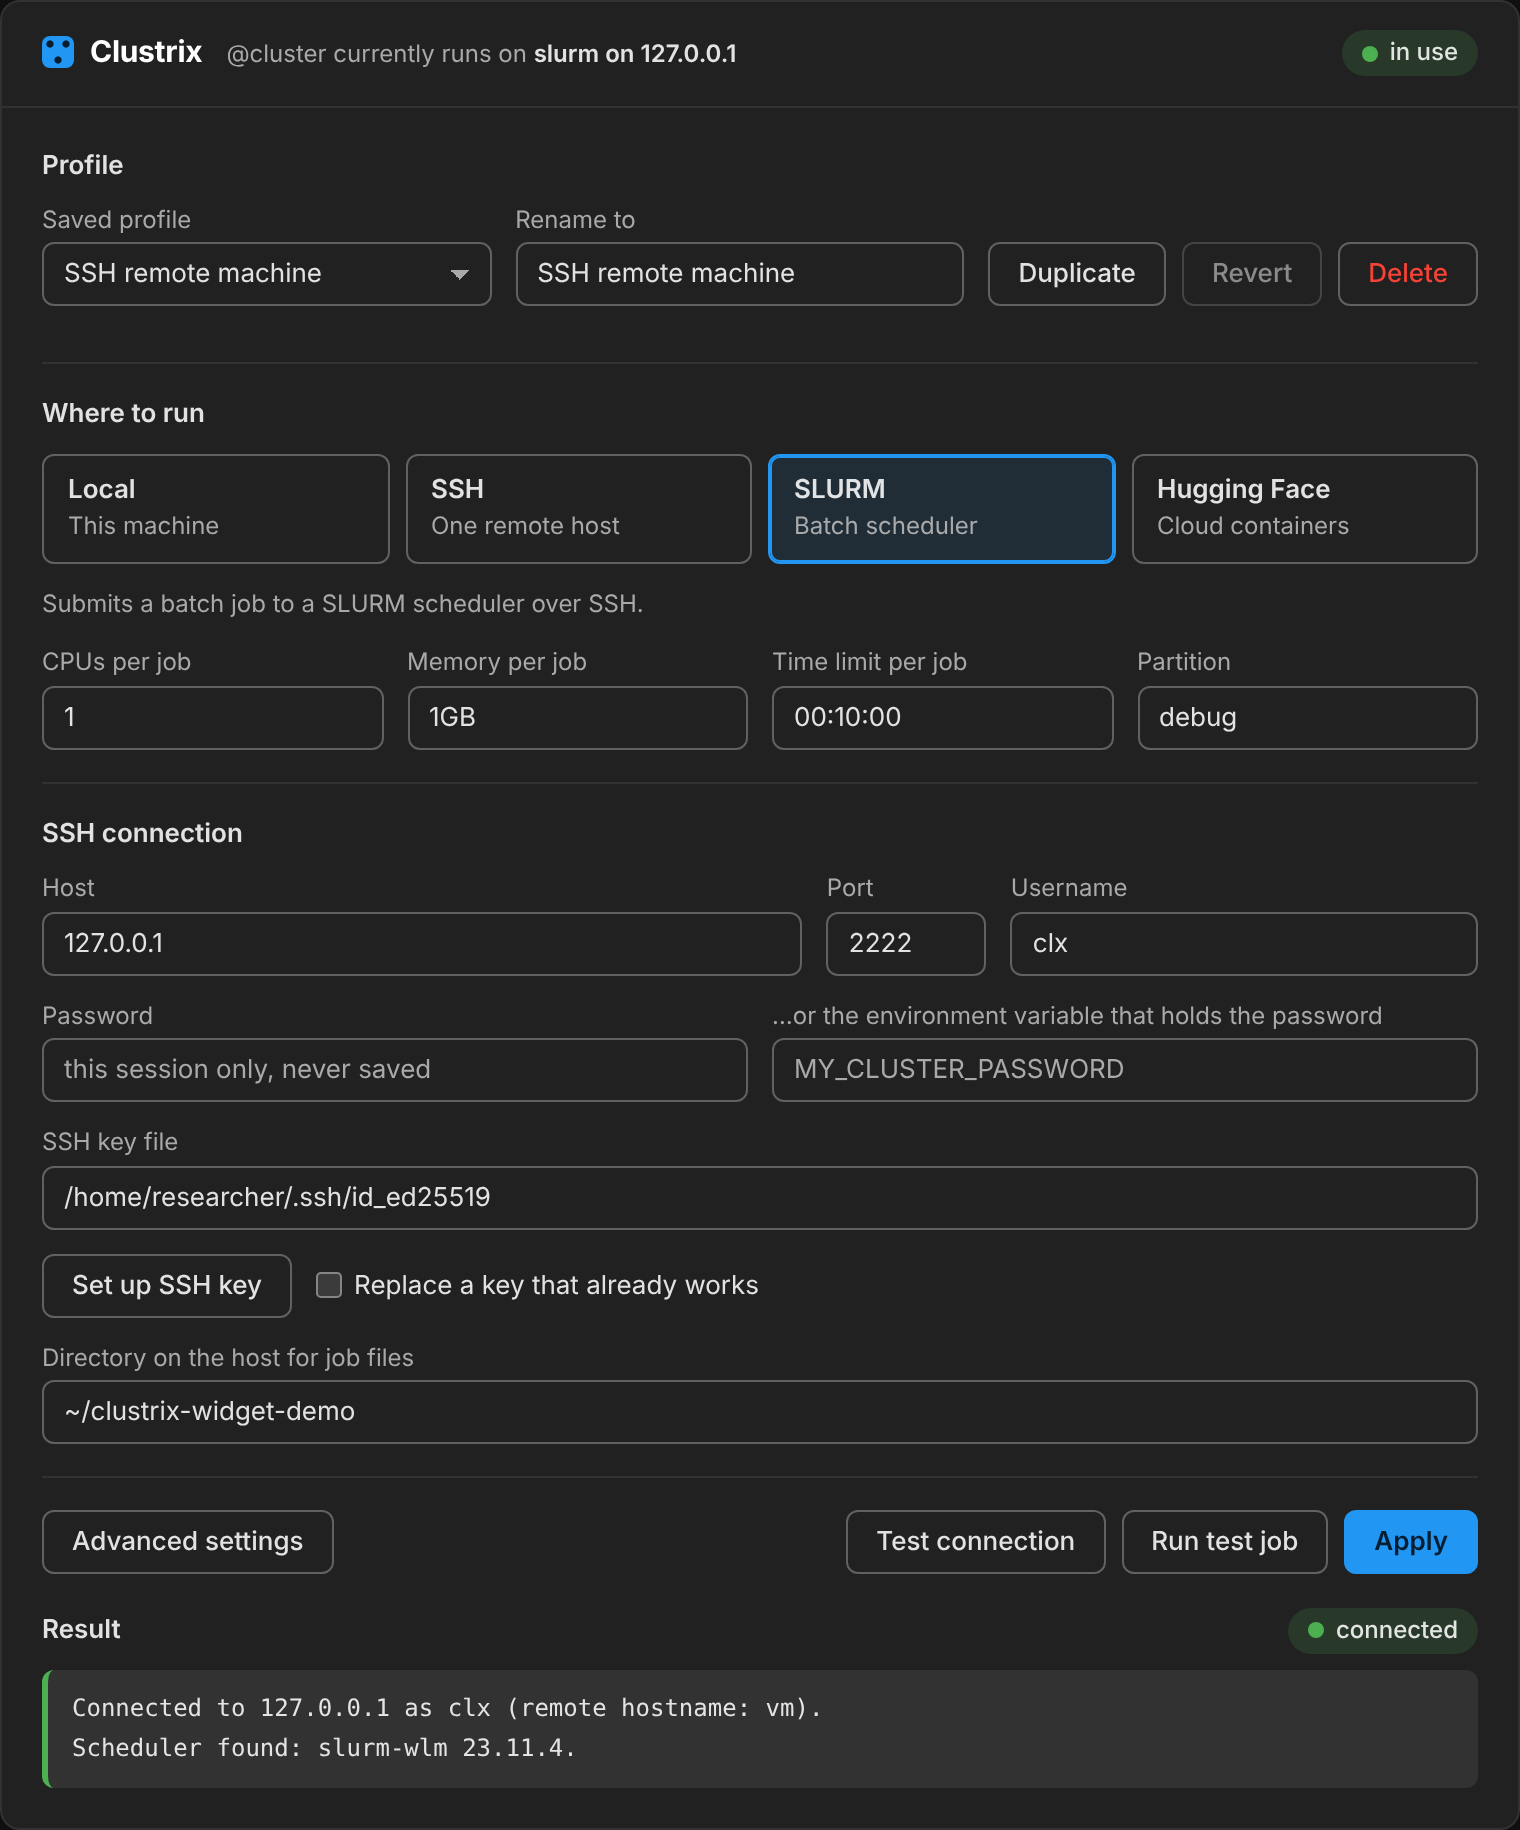 Clustrix @cluster currently runs on slurm on 127.0.0.1 in use
Profile
Saved profile Rename to
SSH remote machine SSH remote machine Duplicate Revert Delete
Where to run
Local SSH SLURM Hugging Face
This machine One remote host Batch scheduler Cloud containers
Submits a batch job to a SLURM scheduler over SSH.
CPUs per job Memory per job Time limit per job Partition
1 1GB 00:10:00 debug
SSH connection
Host Port Username
127.0.0.1 2222 clx
Password ...or the environment variable that holds the password
this session only, never saved MY_CLUSTER_PASSWORD
SSH key file
/home/researcher/.ssh/id_ed25519
Set up SSH key Replace a key that already works
Directory on the host for job files
~/clustrix-widget-demo
Advanced settings Test connection Run test job Apply
Result connected
Connected to 127.0.0.1 as clx (remote hostname: vm).
Scheduler found: slurm-wlm 23.11.4.